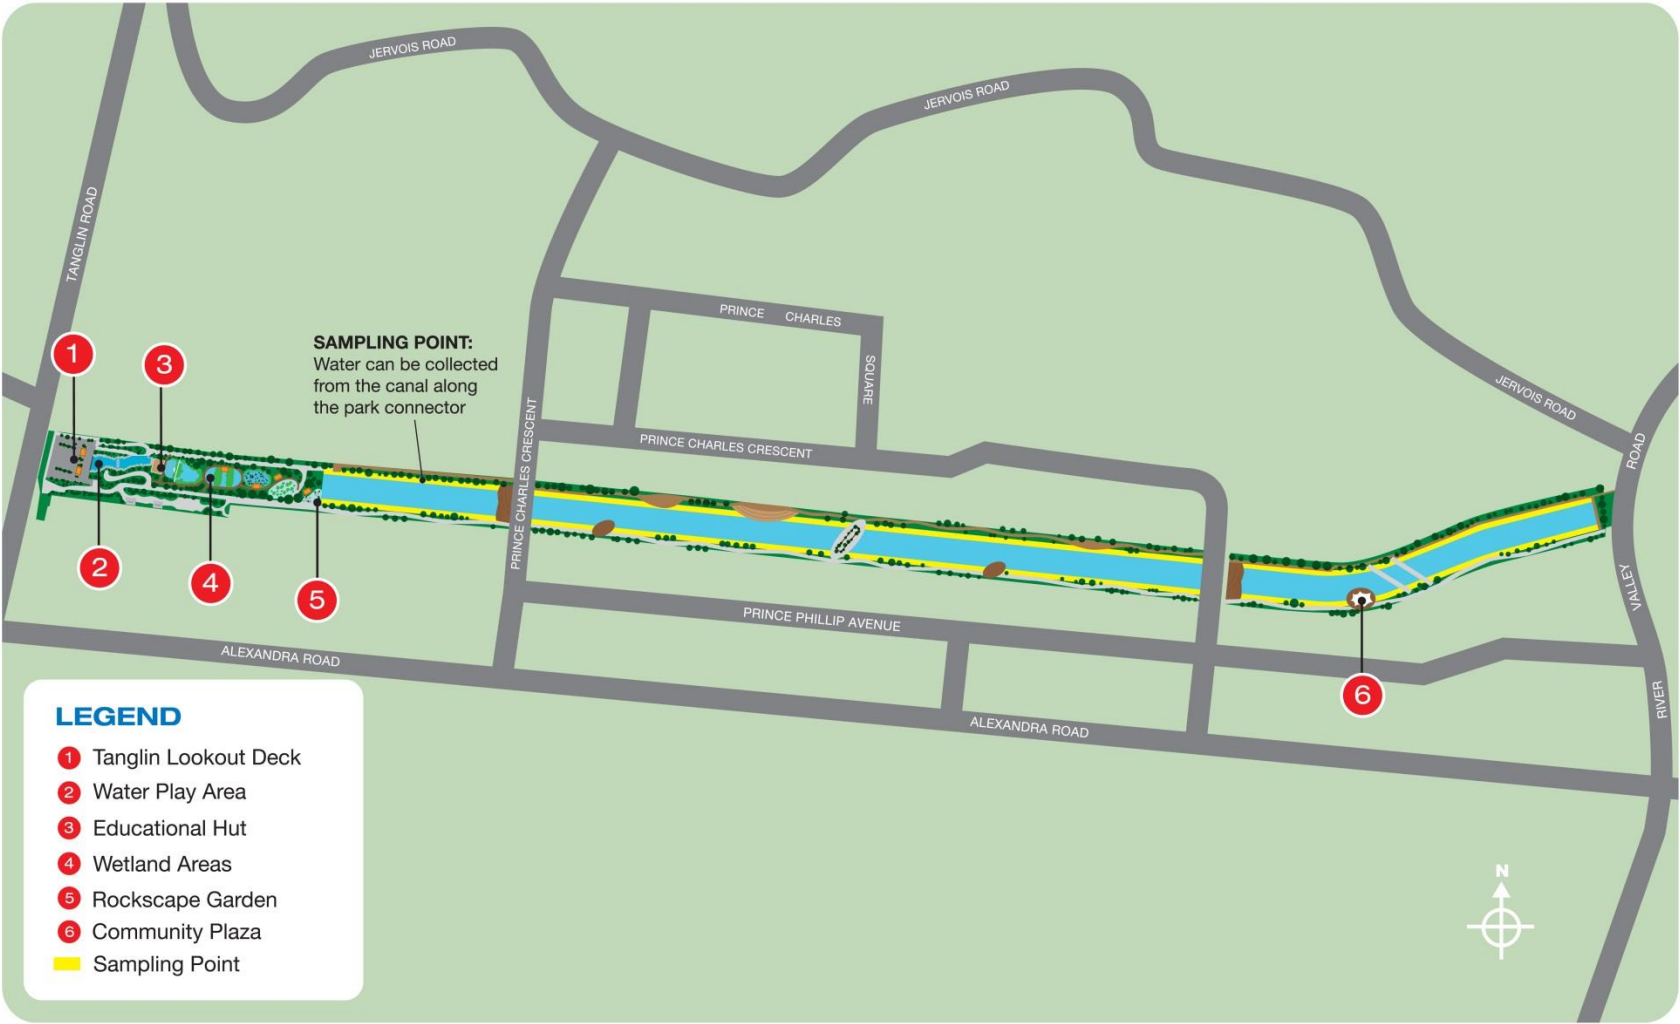 JERVOIS ROAD
JERVOIS ROAD
TANGLIN ROAD
PRINCE CHARLES
SQUARE
1
3
SAMPLING POINT:
Water can be collected
from the canal along
the park connector
JERVOIS ROAD
PRINCE CHARLES CRESCENT
PRINCE CHARLES CRESCENT
RIVER VALLEY ROAD
2
4
5
PRINCE PHILLIP AVENUE
ALEXANDRA ROAD
6
ALEXANDRA ROAD
LEGEND
1 Tanglin Lookout Deck
2 Water Play Area
3 Educational Hut
4 Wetland Areas
5 Rockscape Garden
6 Community Plaza
Sampling Point
N